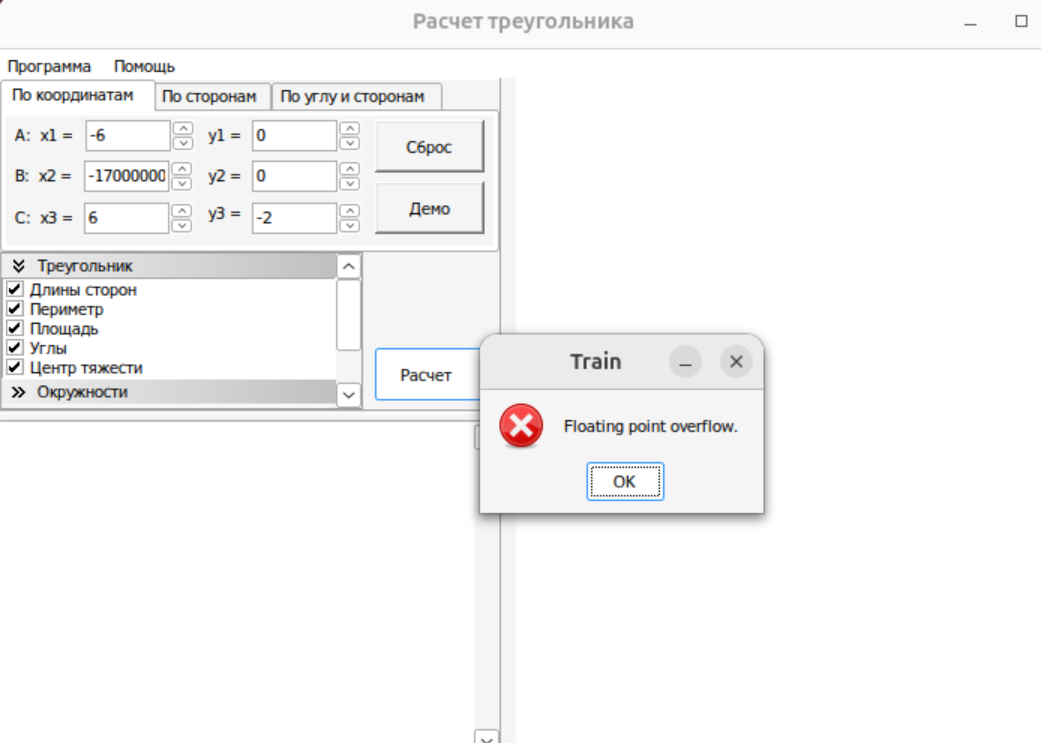 Расчет треугольника
Программа Помощь
По координатам По сторонам По углу и сторонам
A: x1 = -6 y1 = 0
B: x2 = -17000000 y2 = 0
C: x3 = 6 y3 = -2
Сброс
Демо
Треугольник
Длины сторон
Периметр
Площадь
Углы
Центр тяжести
Окружности
Расчет
Train
Floating point overflow.
OK